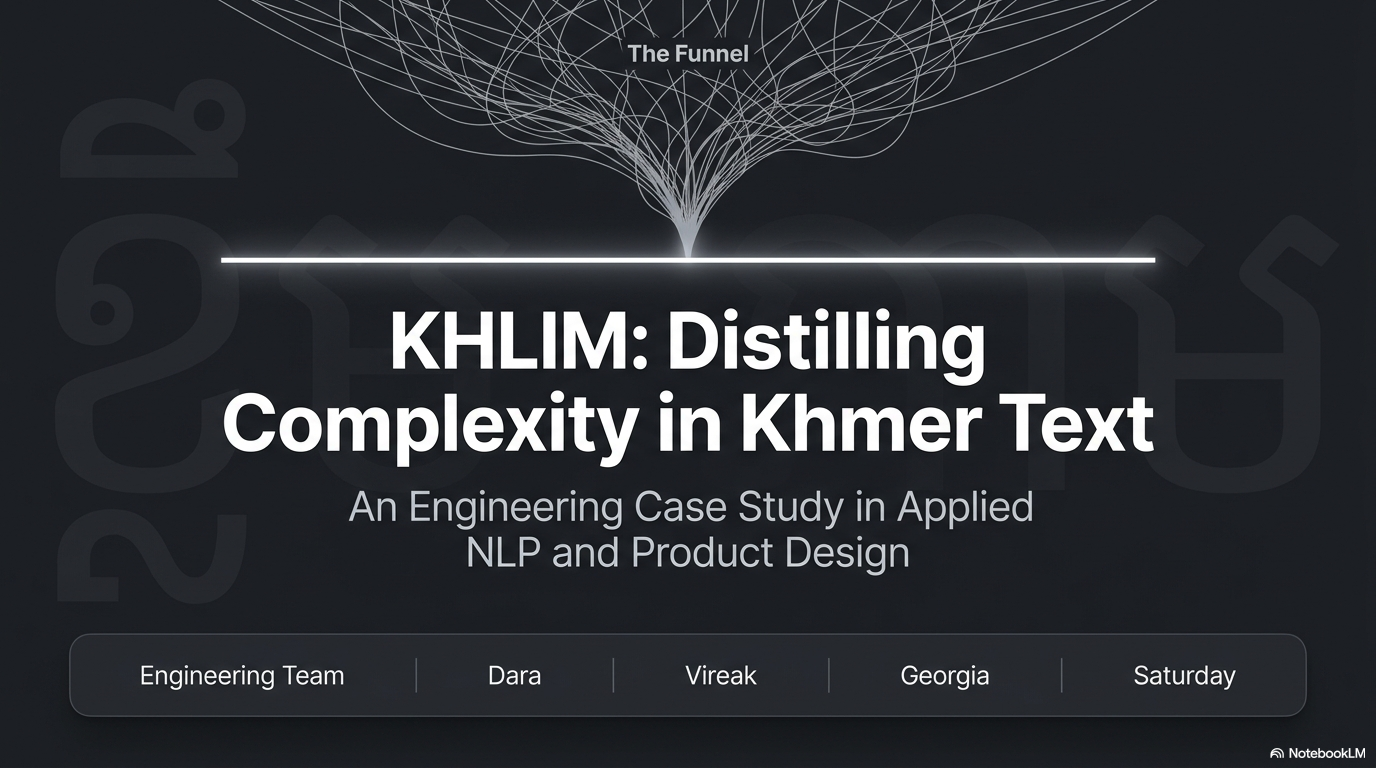 The Funnel
KHLIM: Distilling
Complexity in Khmer Text
An Engineering Case Study in Applied
NLP and Product Design
Engineering Team | Dara | Vireak | Georgia | Saturday
NotebookLM